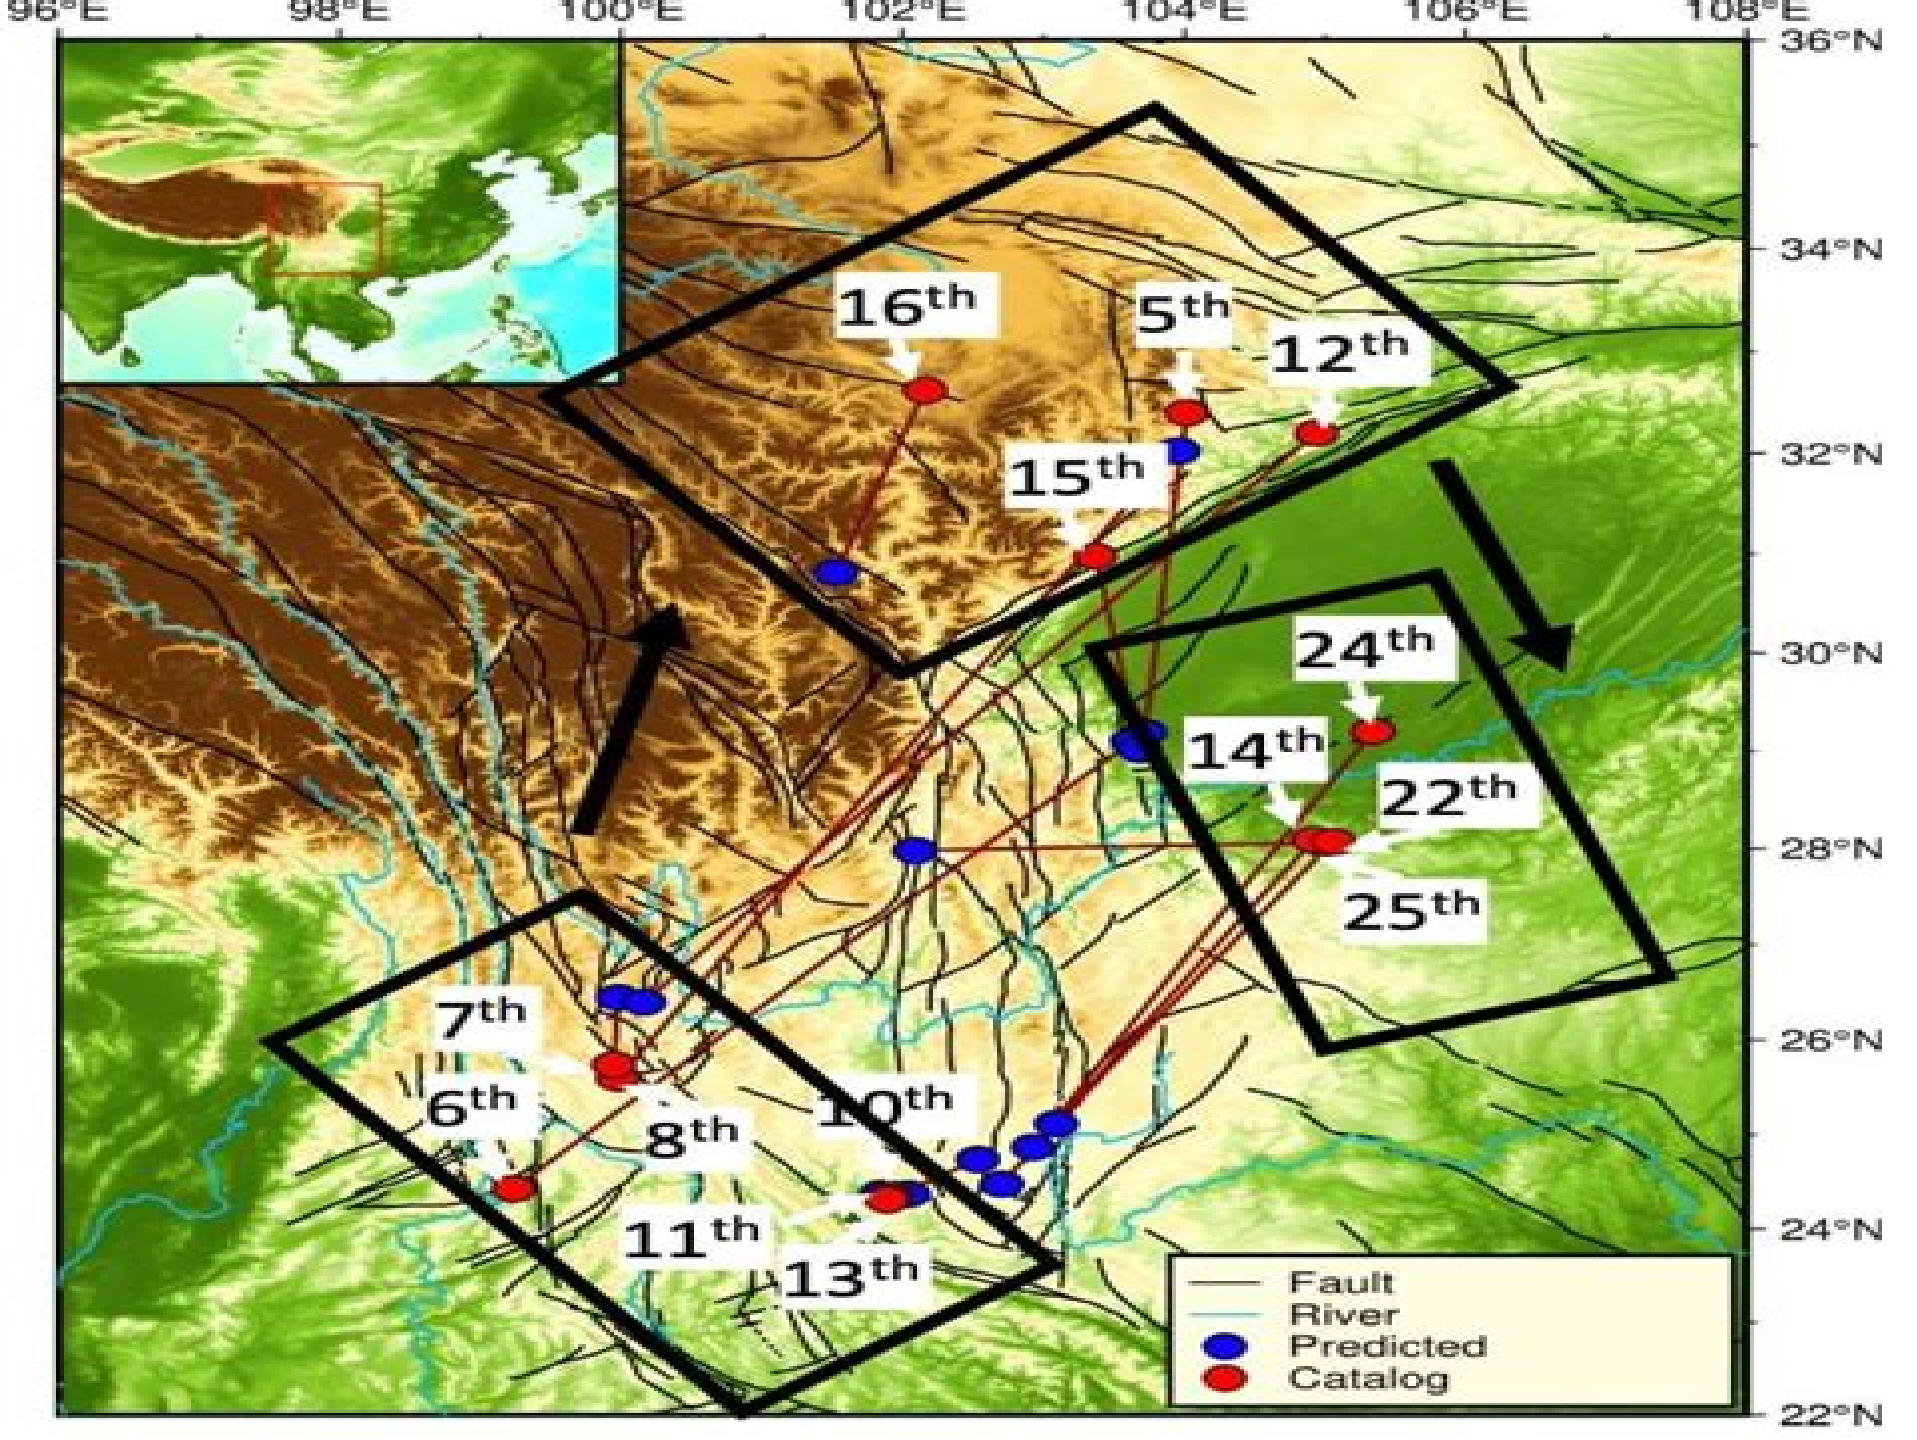 96°E 98°E 100°E 102°E 104°E 106°E 108°E
36°N
34°N
16th 5th
12th
32°N
15th
30°N
24th
14th
22th
28°N
25th
7th
26°N
6th 10th
8th
24°N
11th
13th
Fault
River
Predicted
Catalog
22°N